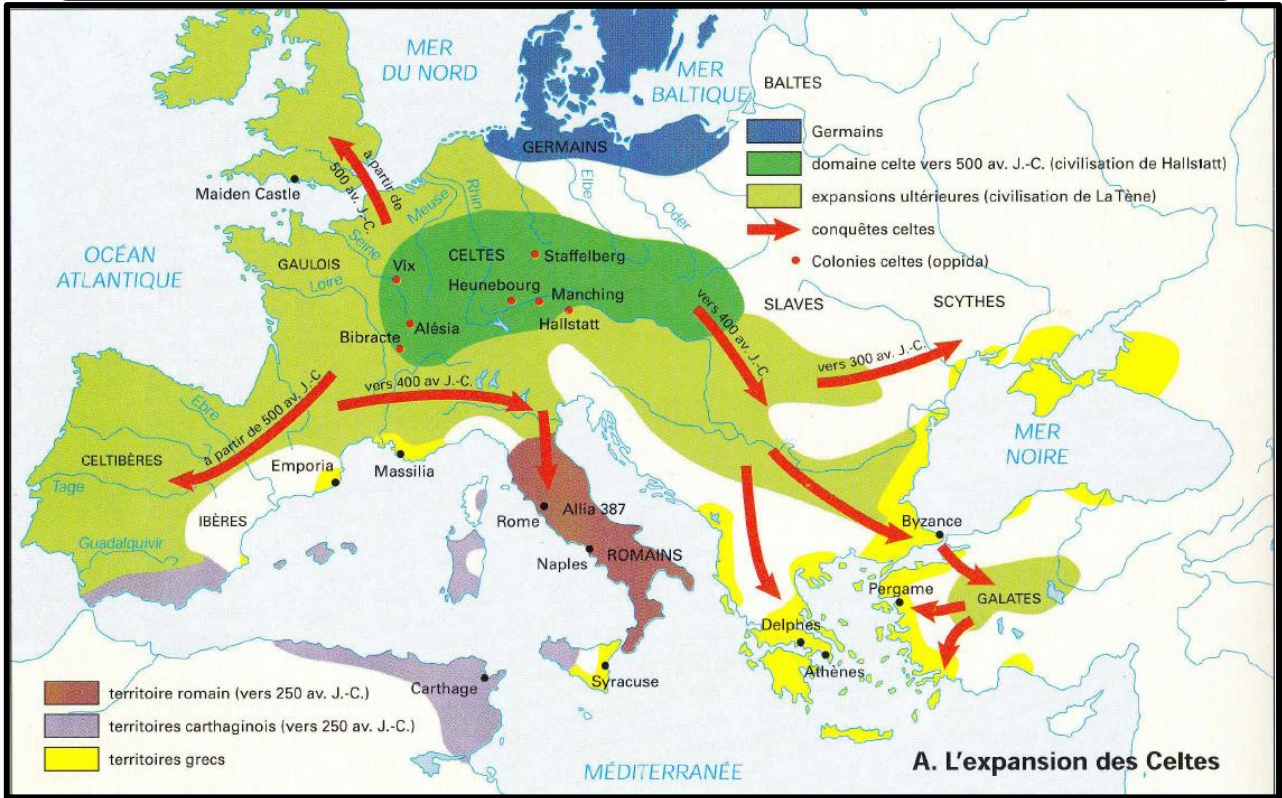 MER
DU NORD
MER
BALTIQUE
BALTES
Germains
GERMAINS
domaine celte vers 500 av. J.-C. (civilisation de Hallstatt)
expansions ultérieures (civilisation de La Tène)
conquêtes celtes
Colonies celtes (oppida)
à partir de
500 av. J.-C.
Maiden Castle
Meuse
Rhin
Elbe
Oder
Seine
OCÉAN
ATLANTIQUE
GAULOIS
Loire
Vix
CELTES
Staffelberg
Heunebourg
Manching
Hallstatt
Alésia
Bibracte
SLAVES
SCYTHES
vers 400 av. J.-C
vers 300 av. J.-C.
vers 400 av J.-C.
à partir de 500 av. J.-C
Ebre
CELTIBÈRES
Tage
Emporia
Massilia
IBÈRES
Guadalquivir
Rome
Allia 387
Naples
ROMAINS
MER
NOIRE
Byzance
Pergame
GALATES
Delphes
Athènes
Syracuse
Carthage
territoire romain (vers 250 av. J.-C.)
territoires carthaginois (vers 250 av. J.-C.)
territoires grecs
MÉDITERRANÉE
A. L'expansion des Celtes